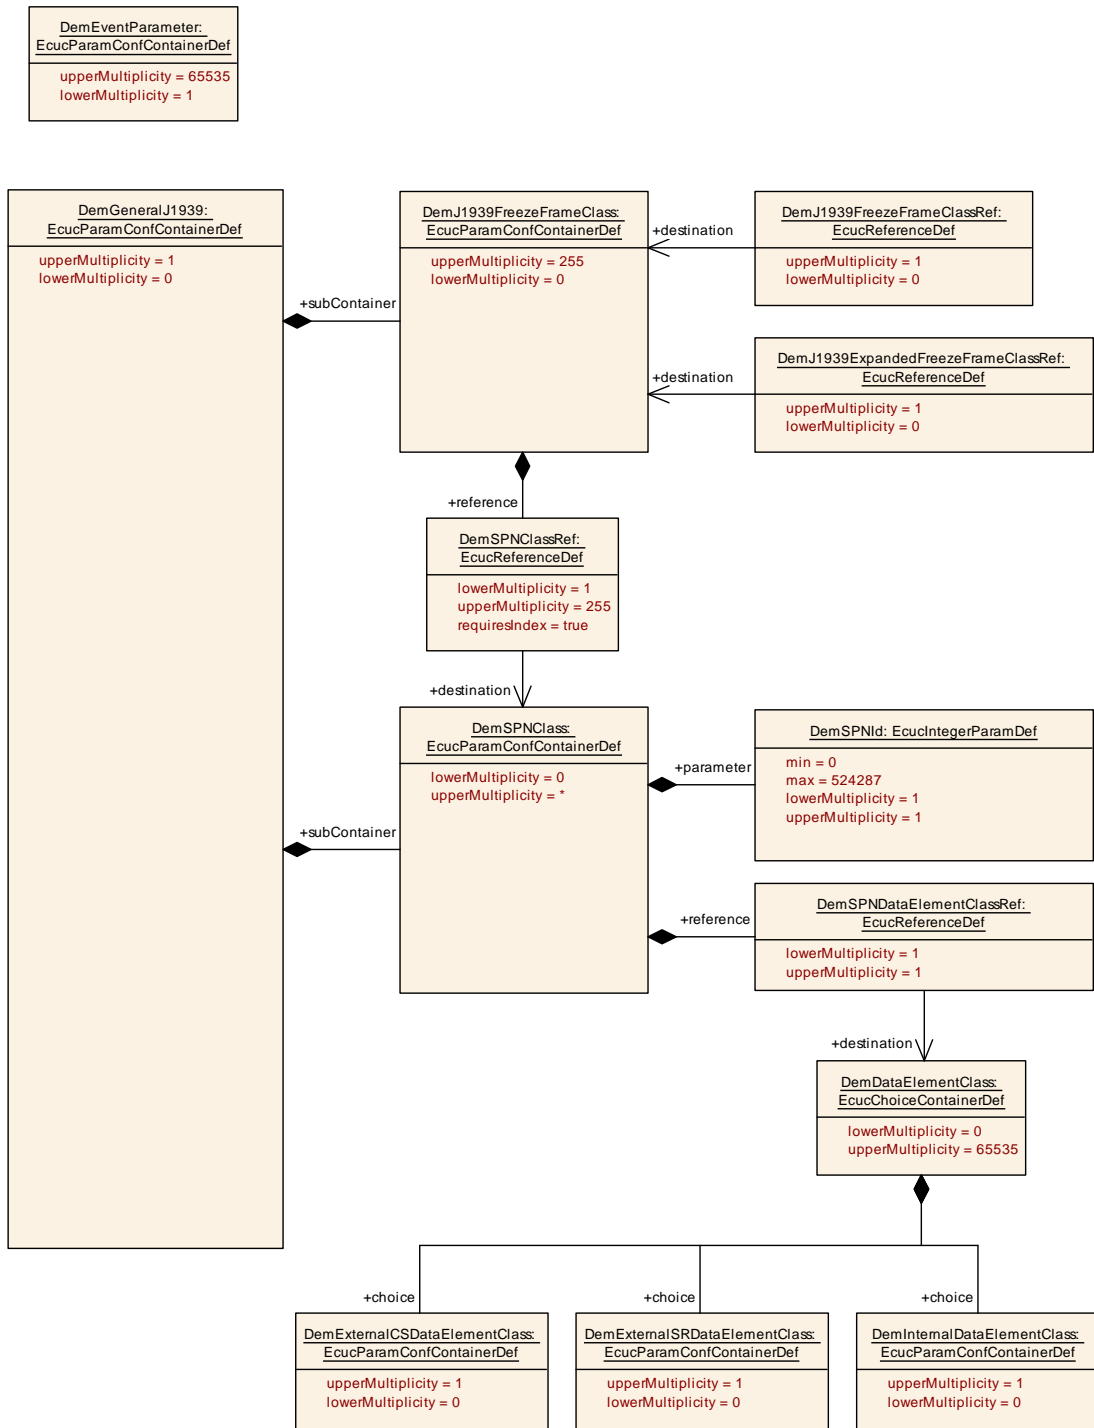 DemEventParameter:
EcucParamConfContainerDef
upperMultiplicity = 65535
lowerMultiplicity = 1
DemGeneralJ1939:
EcucParamConfContainerDef
upperMultiplicity = 1
lowerMultiplicity = 0
+subContainer
DemJ1939FreezeFrameClass:
EcucParamConfContainerDef
upperMultiplicity = 255
lowerMultiplicity = 0
+destination
DemJ1939FreezeFrameClassRef:
EcucReferenceDef
upperMultiplicity = 1
lowerMultiplicity = 0
+destination
DemJ1939ExpandedFreezeFrameClassRef:
EcucReferenceDef
upperMultiplicity = 1
lowerMultiplicity = 0
+reference
DemSPNClassRef:
EcucReferenceDef
lowerMultiplicity = 1
upperMultiplicity = 255
requiresIndex = true
+destination
+subContainer
DemSPNClass:
EcucParamConfContainerDef
lowerMultiplicity = 0
upperMultiplicity = *
+parameter
DemSPNId: EcucIntegerParamDef
min = 0
max = 524287
lowerMultiplicity = 1
upperMultiplicity = 1
+reference
DemSPNDataElementClassRef:
EcucReferenceDef
lowerMultiplicity = 1
upperMultiplicity = 1
+destination
DemDataElementClass:
EcucChoiceContainerDef
lowerMultiplicity = 0
upperMultiplicity = 65535
+choice
+choice
+choice
DemExternalCSDataElementClass:
EcucParamConfContainerDef
upperMultiplicity = 1
lowerMultiplicity = 0
DemExternalSRDataElementClass:
EcucParamConfContainerDef
upperMultiplicity = 1
lowerMultiplicity = 0
DemInternalDataElementClass:
EcucParamConfContainerDef
upperMultiplicity = 1
lowerMultiplicity = 0